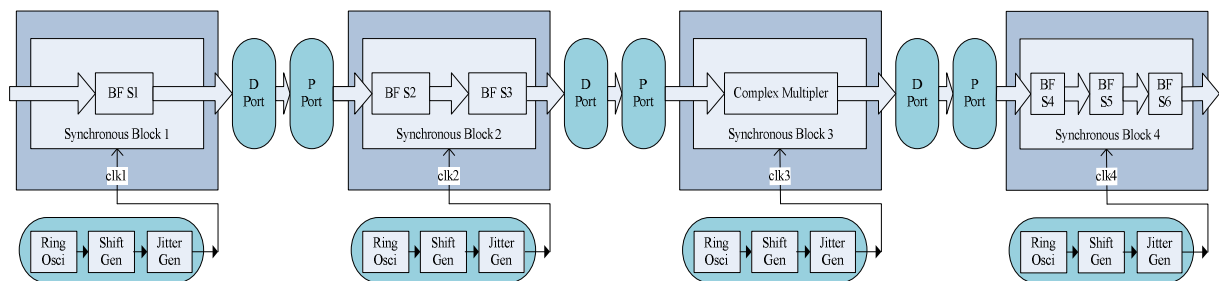 BF S1
Synchronous Block 1
clk1
Ring
Osci
Shift
Gen
Jitter
Gen
D
Port
P
Port
BF S2
BF S3
Synchronous Block 2
clk2
Ring
Osci
Shift
Gen
Jitter
Gen
D
Port
P
Port
Complex Multipler
Synchronous Block 3
clk3
Ring
Osci
Shift
Gen
Jitter
Gen
D
Port
P
Port
BF
S4
BF
S5
BF
S6
Synchronous Block 4
clk4
Ring
Osci
Shift
Gen
Jitter
Gen